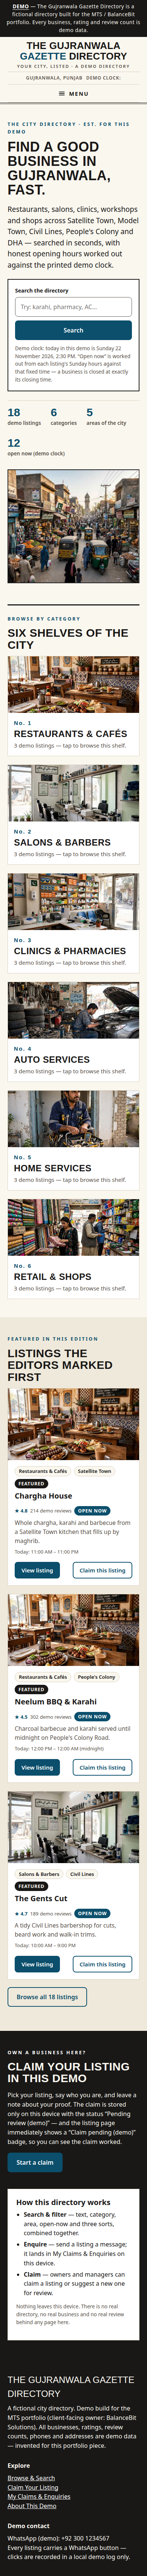 DEMO — The Gujranwala Gazette Directory is a
fictional directory built for the MTS / BalanceBit
portfolio. Every business, rating and review count is
demo data.
THE GUJRANWALA
GAZETTE DIRECTORY
YOUR CITY, LISTED · A DEMO DIRECTORY
GUJRANWALA, PUNJAB DEMO CLOCK:
MENU
THE CITY DIRECTORY · EST. FOR THIS
DEMO
FIND A GOOD
BUSINESS IN
GUJRANWALA,
FAST.
Restaurants, salons, clinics, workshops
and shops across Satellite Town, Model
Town, Civil Lines, People's Colony and
DHA — searched in seconds, with
honest opening hours worked out
against the printed demo clock.
Search the directory
Try: karahi, pharmacy, AC...
Search
Demo clock: today in this demo is Sunday 22
November 2026, 2:30 PM. “Open now” is worked
out from each listing's Sunday hours against
that fixed time — a business is closed at exactly
its closing time.
18
demo listings
6
categories
5
areas of the city
12
open now (demo clock)
BROWSE BY CATEGORY
SIX SHELVES OF THE
CITY
No. 1
RESTAURANTS & CAFÉS
3 demo listings — tap to browse this shelf.
No. 2
SALONS & BARBERS
3 demo listings — tap to browse this shelf.
No. 3
CLINICS & PHARMACIES
3 demo listings — tap to browse this shelf.
No. 4
AUTO SERVICES
3 demo listings — tap to browse this shelf.
No. 5
HOME SERVICES
3 demo listings — tap to browse this shelf.
No. 6
RETAIL & SHOPS
3 demo listings — tap to browse this shelf.
FEATURED IN THIS EDITION
LISTINGS THE
EDITORS MARKED
FIRST
Restaurants & Cafés Satellite Town
FEATURED
Chargha House
★ 4.8 214 demo reviews OPEN NOW
Whole chargha, karahi and barbecue from
a Satellite Town kitchen that fills up by
maghrib.
Today: 11:00 AM – 11:00 PM
View listing Claim this listing
Restaurants & Cafés People's Colony
FEATURED
Neelum BBQ & Karahi
★ 4.5 302 demo reviews OPEN NOW
Charcoal barbecue and karahi served until
midnight on People's Colony Road.
Today: 12:00 PM – 12:00 AM (midnight)
View listing Claim this listing
Salons & Barbers Civil Lines
FEATURED
The Gents Cut
★ 4.7 189 demo reviews OPEN NOW
A tidy Civil Lines barbershop for cuts,
beard work and walk-in trims.
Today: 10:00 AM – 9:00 PM
View listing Claim this listing
Browse all 18 listings
OWN A BUSINESS HERE?
CLAIM YOUR LISTING
IN THIS DEMO
Pick your listing, say who you are, and leave a
note about your proof. The claim is stored
only on this device with the status “Pending
review (demo)” — and the listing page
immediately shows a “Claim pending (demo)”
badge, so you can see the claim worked.
Start a claim
How this directory works
• Search & filter — text, category,
area, open-now and three sorts,
combined together.
• Enquire — send a listing a message;
it lands in My Claims & Enquiries on
this device.
• Claim — owners and managers can
claim a listing or suggest a new one
for review.
Nothing leaves this device. There is no real
directory, no real business and no real review
behind any page here.
THE GUJRANWALA GAZETTE
DIRECTORY
A fictional city directory. Demo build for the
MTS portfolio (client-facing owner: BalanceBit
Solutions). All businesses, ratings, review
counts, phones and addresses are demo data
— invented for this portfolio piece.
Explore
Browse & Search
Claim Your Listing
My Claims & Enquiries
About This Demo
Demo contact
WhatsApp (demo): +92 300 1234567
Every listing carries a WhatsApp button —
clicks are recorded in a local demo log only.